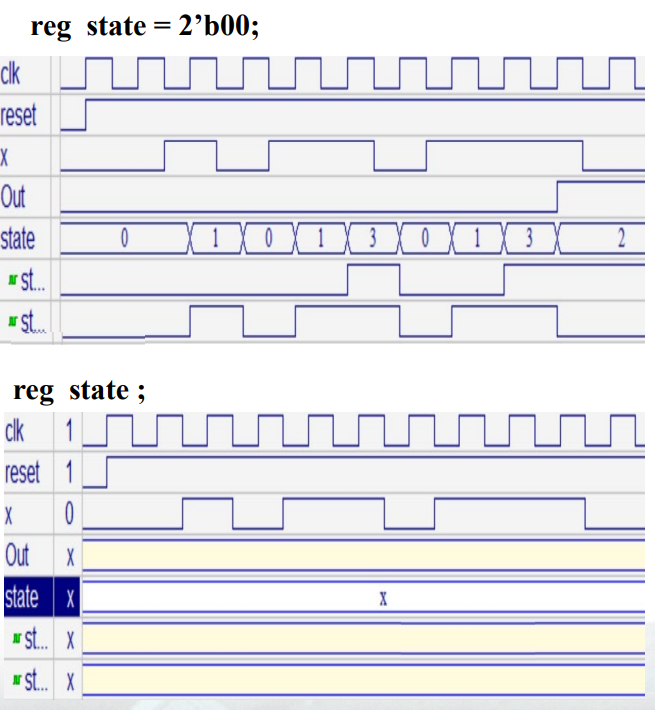 reg state = 2’b00;
clk
reset
x
Out
state 0 1 0 1 3 0 1 3 2
st...
st...
reg state ;
clk 1
reset 1
x 0
Out x
state x x
st... x
st... x